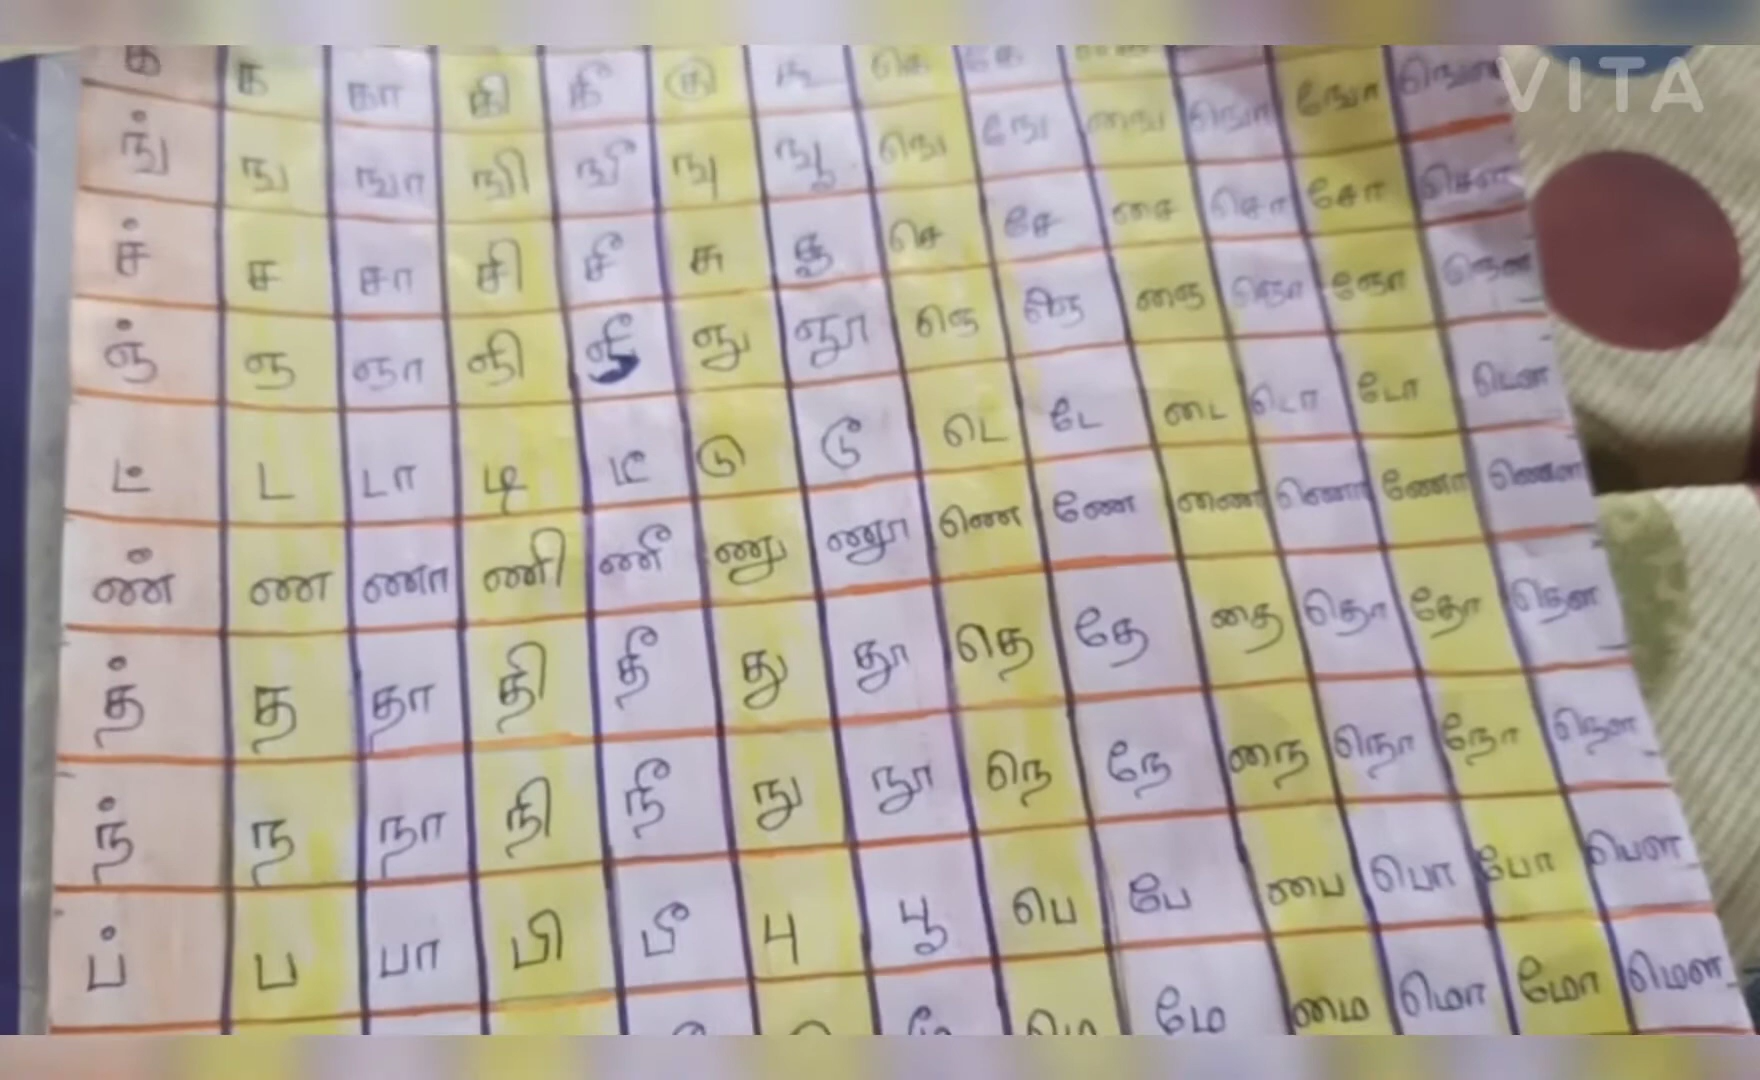 VITA
க் க கா கி கீ கு கூ கெ கே
ங் ங ஙா ஙி ஙீ ஙு ஙூ ஙெ ஙே ஙை ஙொ ஙோ ஙௌ
ச் ச சா சி சீ சு சூ செ சே சை சொ சோ சௌ
ஞ் ஞ ஞா ஞி ஞீ ஞு ஞூ ஞெ ஞே ஞை ஞொ ஞோ ஞௌ
ட் ட டா டி டீ டு டூ டெ டே டை டொ டோ டௌ
ண் ண ணா ணி ணீ ணு ணூ ணெ ணே ணை ணொ ணோ ணௌ
த் த தா தி தீ து தூ தெ தே தை தொ தோ தௌ
ந் ந நா நி நீ நு நூ நெ நே நை நொ நோ நௌ
ப் ப பா பி பீ பு பூ பெ பே பை பொ போ பௌ
மெ மே மை மொ மோ மௌ